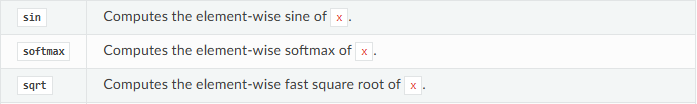 sin Computes the element-wise sine of x.
softmax Computes the element-wise softmax of x.
sqrt Computes the element-wise fast square root of x.